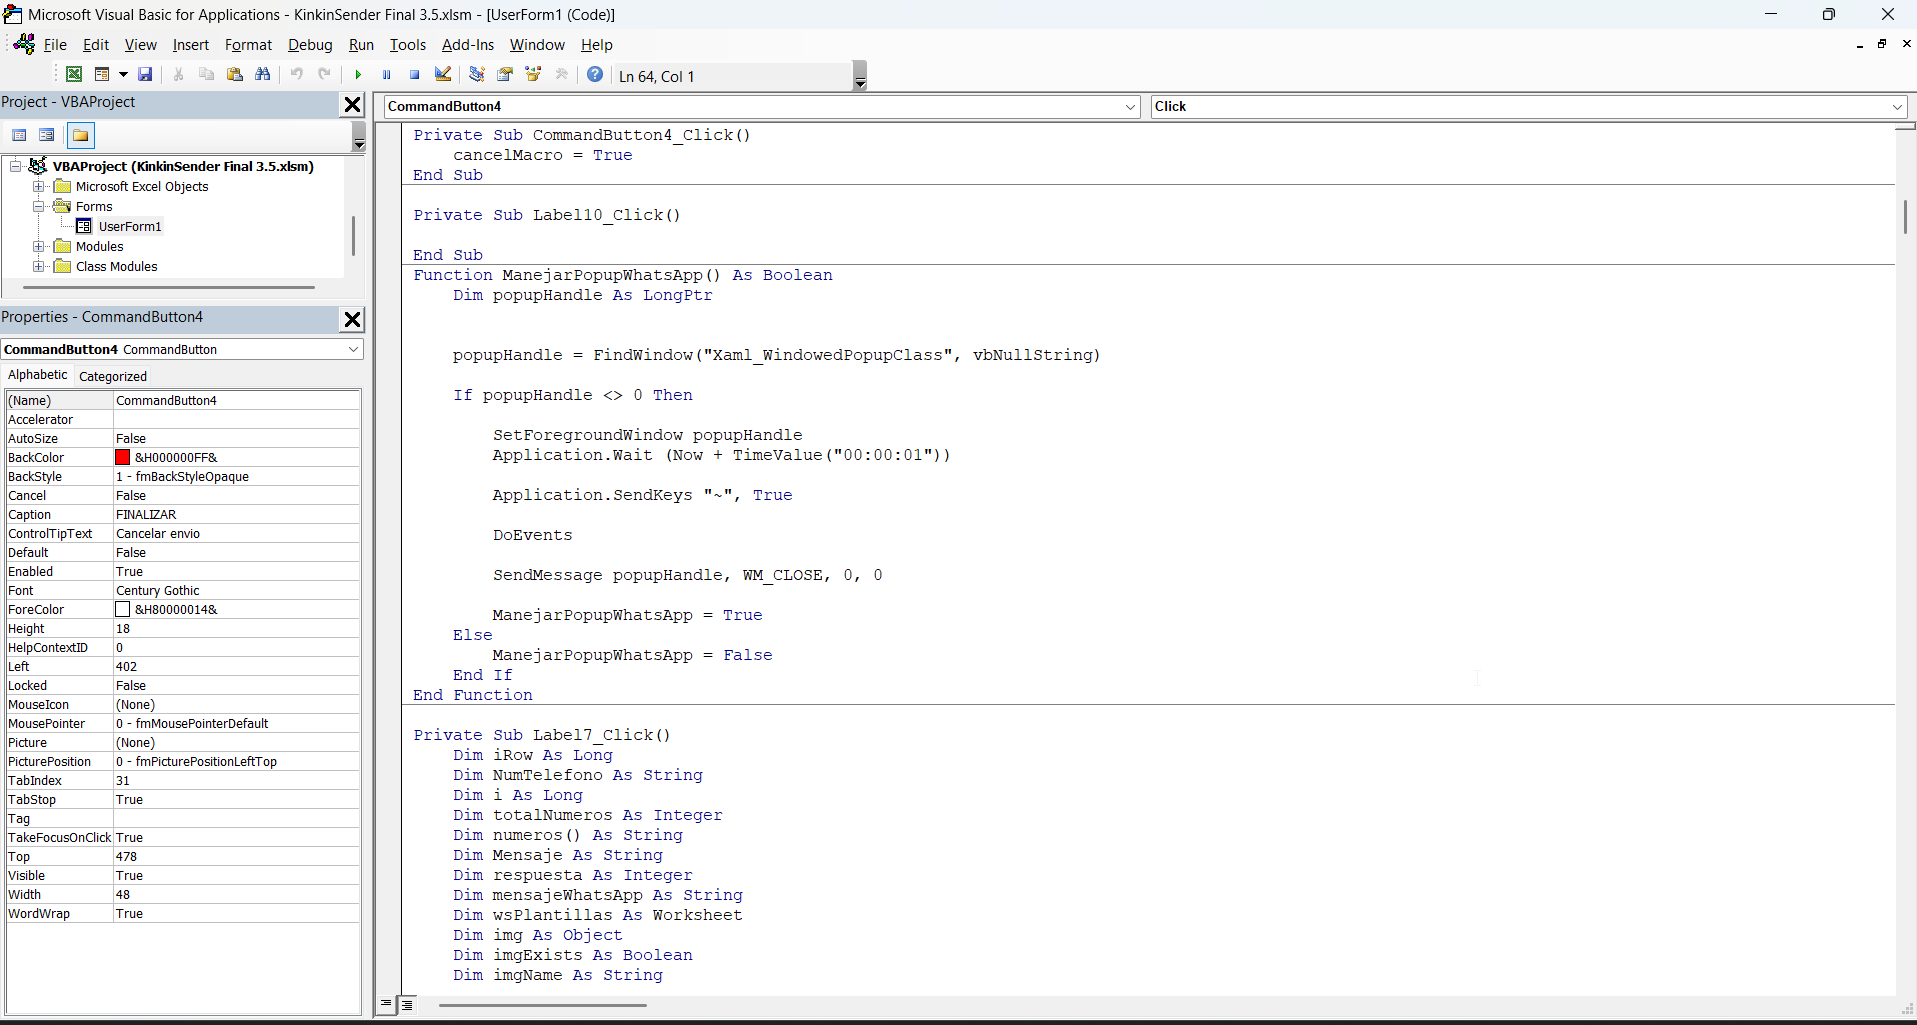 Microsoft Visual Basic for Applications - KinkinSender Final 3.5.xlsm - [UserForm1 (Code)]
File Edit View Insert Format Debug Run Tools Add-Ins Window Help
Ln 64, Col 1
Project - VBAProject
VBAProject (KinkinSender Final 3.5.xlsm)
Microsoft Excel Objects
Forms
UserForm1
Modules
Class Modules
Properties - CommandButton4
CommandButton4 CommandButton
Alphabetic Categorized
(Name) CommandButton4
Accelerator
AutoSize False
BackColor &H000000FF&
BackStyle 1 - fmBackStyleOpaque
Cancel False
Caption FINALIZAR
ControlTipText Cancelar envio
Default False
Enabled True
Font Century Gothic
ForeColor &H80000014&
Height 18
HelpContextID 0
Left 402
Locked False
MouseIcon (None)
MousePointer 0 - fmMousePointerDefault
Picture (None)
PicturePosition 0 - fmPicturePositionLeftTop
TabIndex 31
TabStop True
Tag
TakeFocusOnClick True
Top 478
Visible True
Width 48
WordWrap True
CommandButton4 Click
Private Sub CommandButton4_Click()
    cancelMacro = True
End Sub
Private Sub Label10_Click()
End Sub
Function ManejarPopupWhatsApp() As Boolean
    Dim popupHandle As LongPtr
    popupHandle = FindWindow("Xaml_WindowedPopupClass", vbNullString)
    If popupHandle <> 0 Then
        SetForegroundWindow popupHandle
        Application.Wait (Now + TimeValue("00:00:01"))
        Application.SendKeys "~", True
        DoEvents
        SendMessage popupHandle, WM_CLOSE, 0, 0
        ManejarPopupWhatsApp = True
    Else
        ManejarPopupWhatsApp = False
    End If
End Function
Private Sub Label7_Click()
    Dim iRow As Long
    Dim NumTelefono As String
    Dim i As Long
    Dim totalNumeros As Integer
    Dim numeros() As String
    Dim Mensaje As String
    Dim respuesta As Integer
    Dim mensajeWhatsApp As String
    Dim wsPlantillas As Worksheet
    Dim img As Object
    Dim imgExists As Boolean
    Dim imgName As String